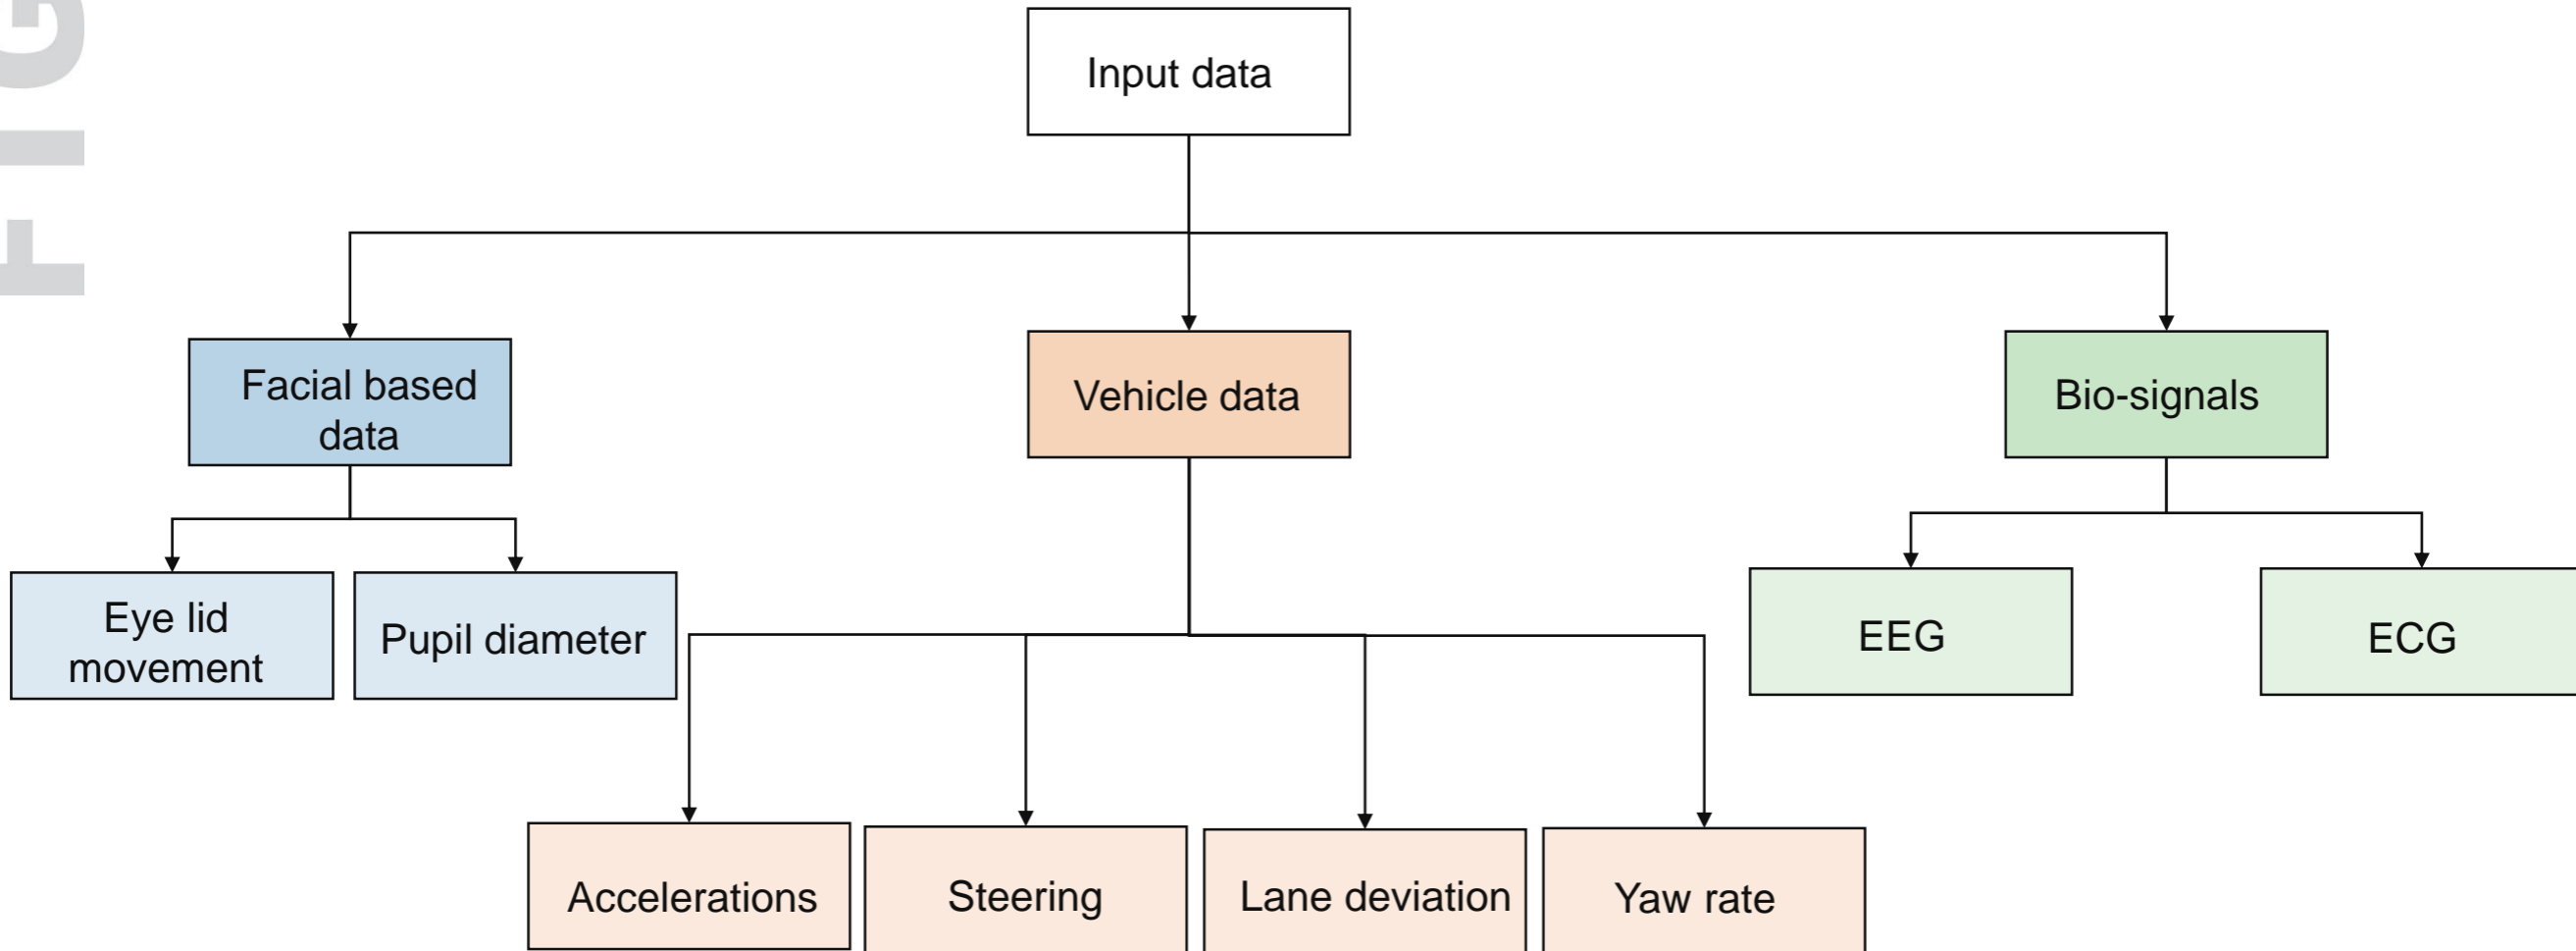 Input data
Facial based
data
Vehicle data
Bio-signals
Eye lid
movement
Pupil diameter
EEG
ECG
Accelerations
Steering
Lane deviation
Yaw rate